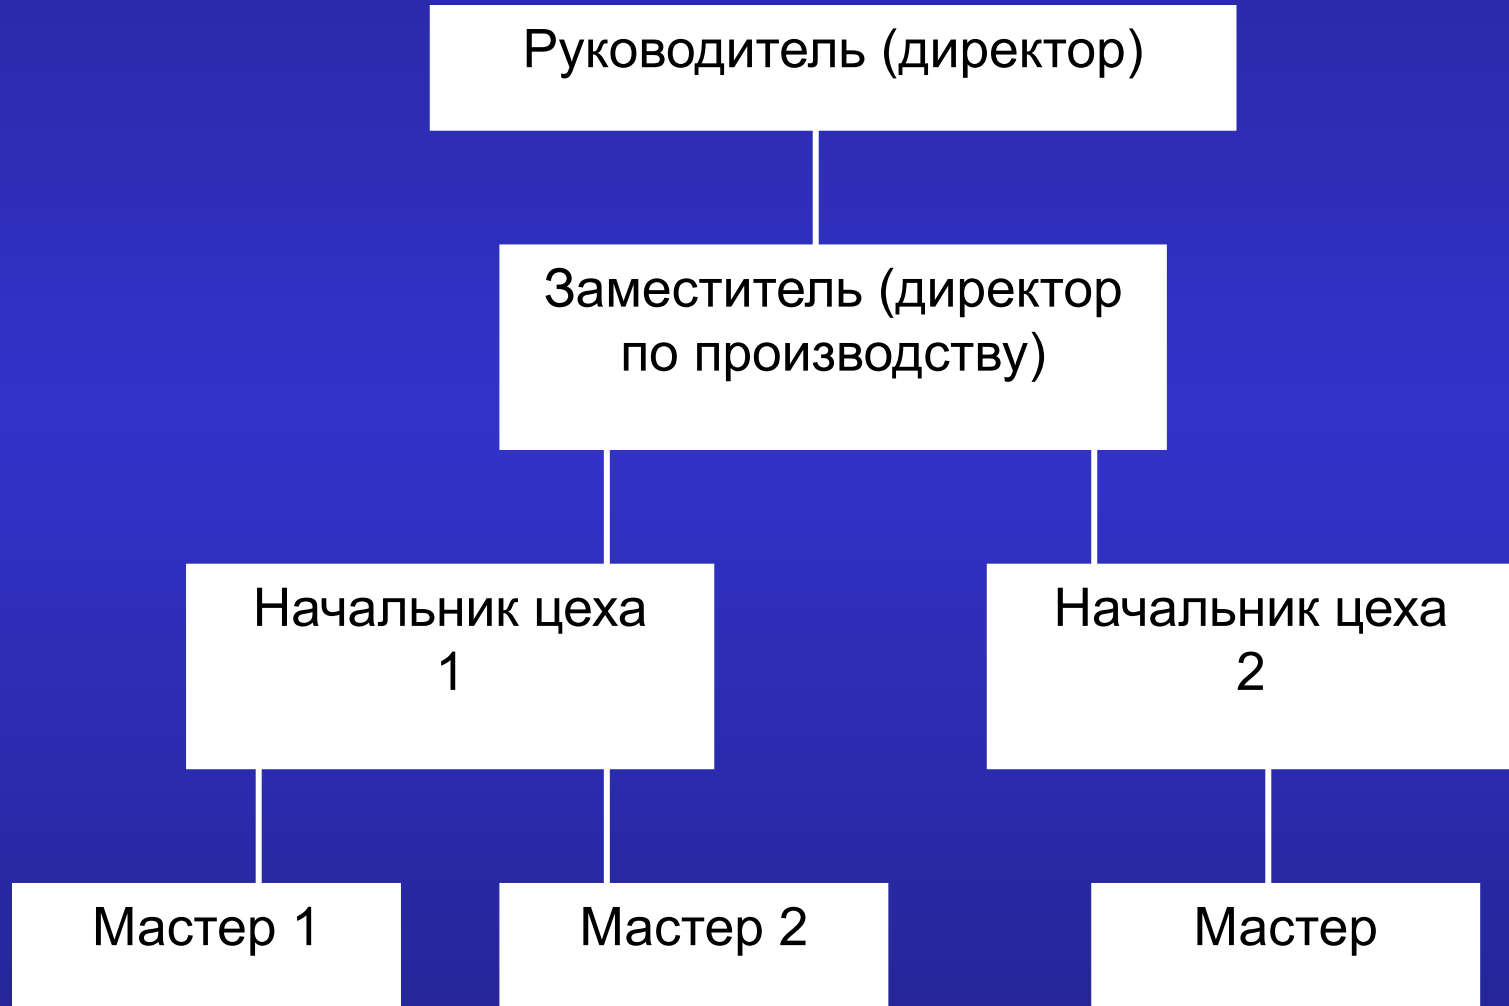 Руководитель (директор)
Заместитель (директор
по производству)
Начальник цеха
1
Начальник цеха
2
Мастер 1
Мастер 2
Мастер